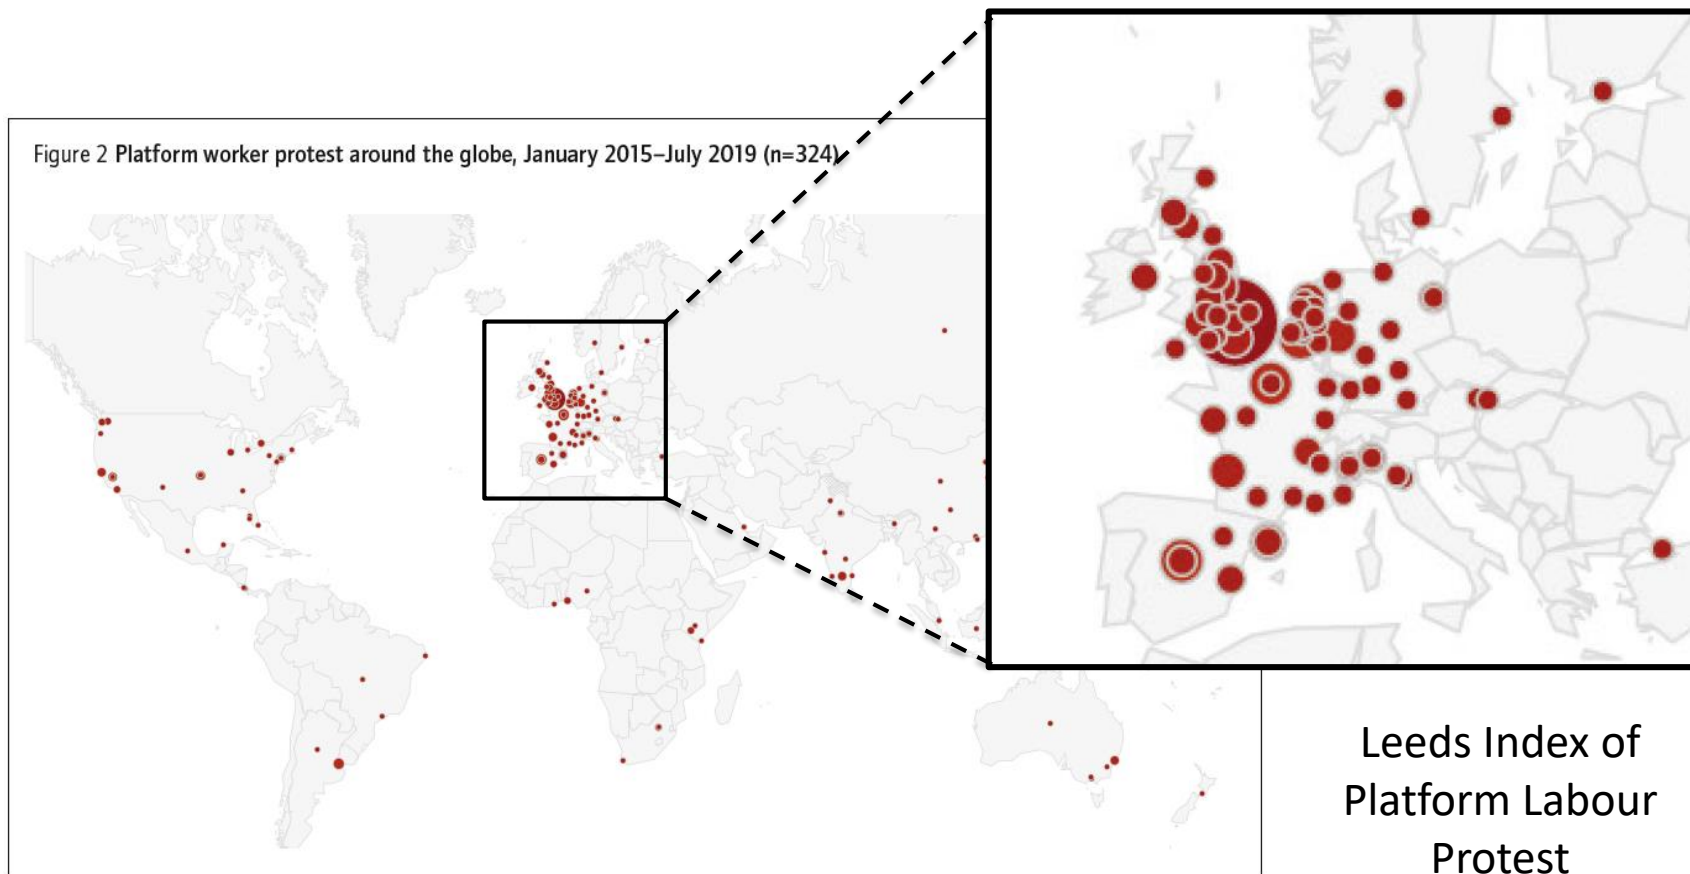 Figure 2 Platform worker protest around the globe, January 2015–July 2019 (n=324)
Leeds Index of
Platform Labour
Protest